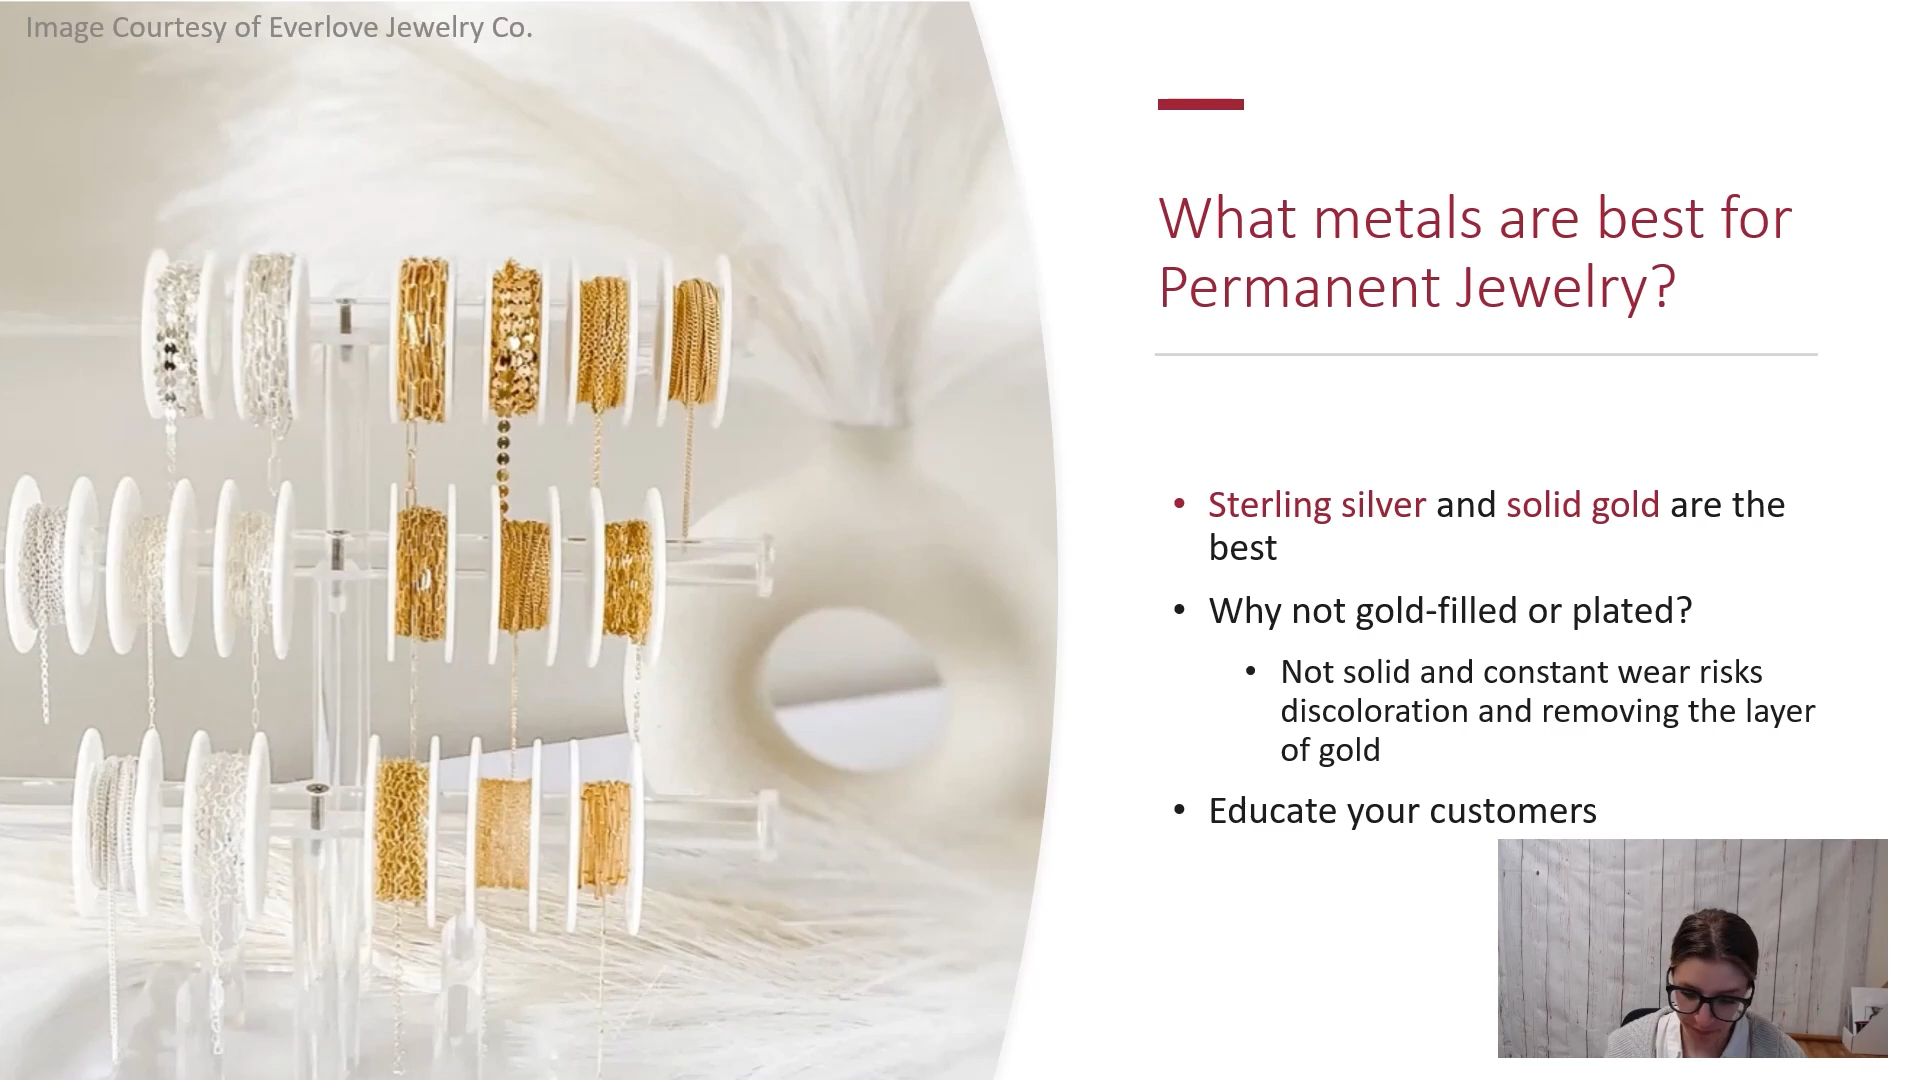 Image Courtesy of Everlove Jewelry Co.
What metals are best for
Permanent Jewelry?
• Sterling silver and solid gold are the
best
• Why not gold-filled or plated?
• Not solid and constant wear risks
discoloration and removing the layer
of gold
• Educate your customers